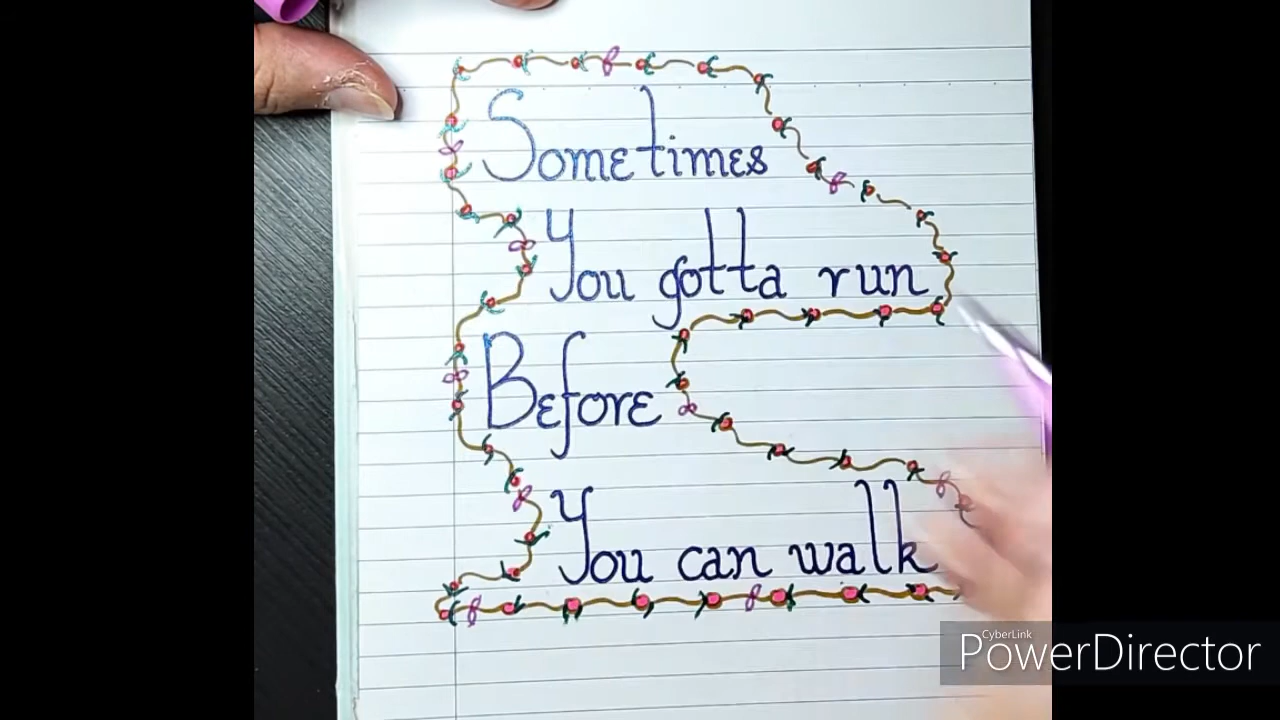 Sometimes
You gotta run
Before
You can walk
CyberLink
PowerDirector